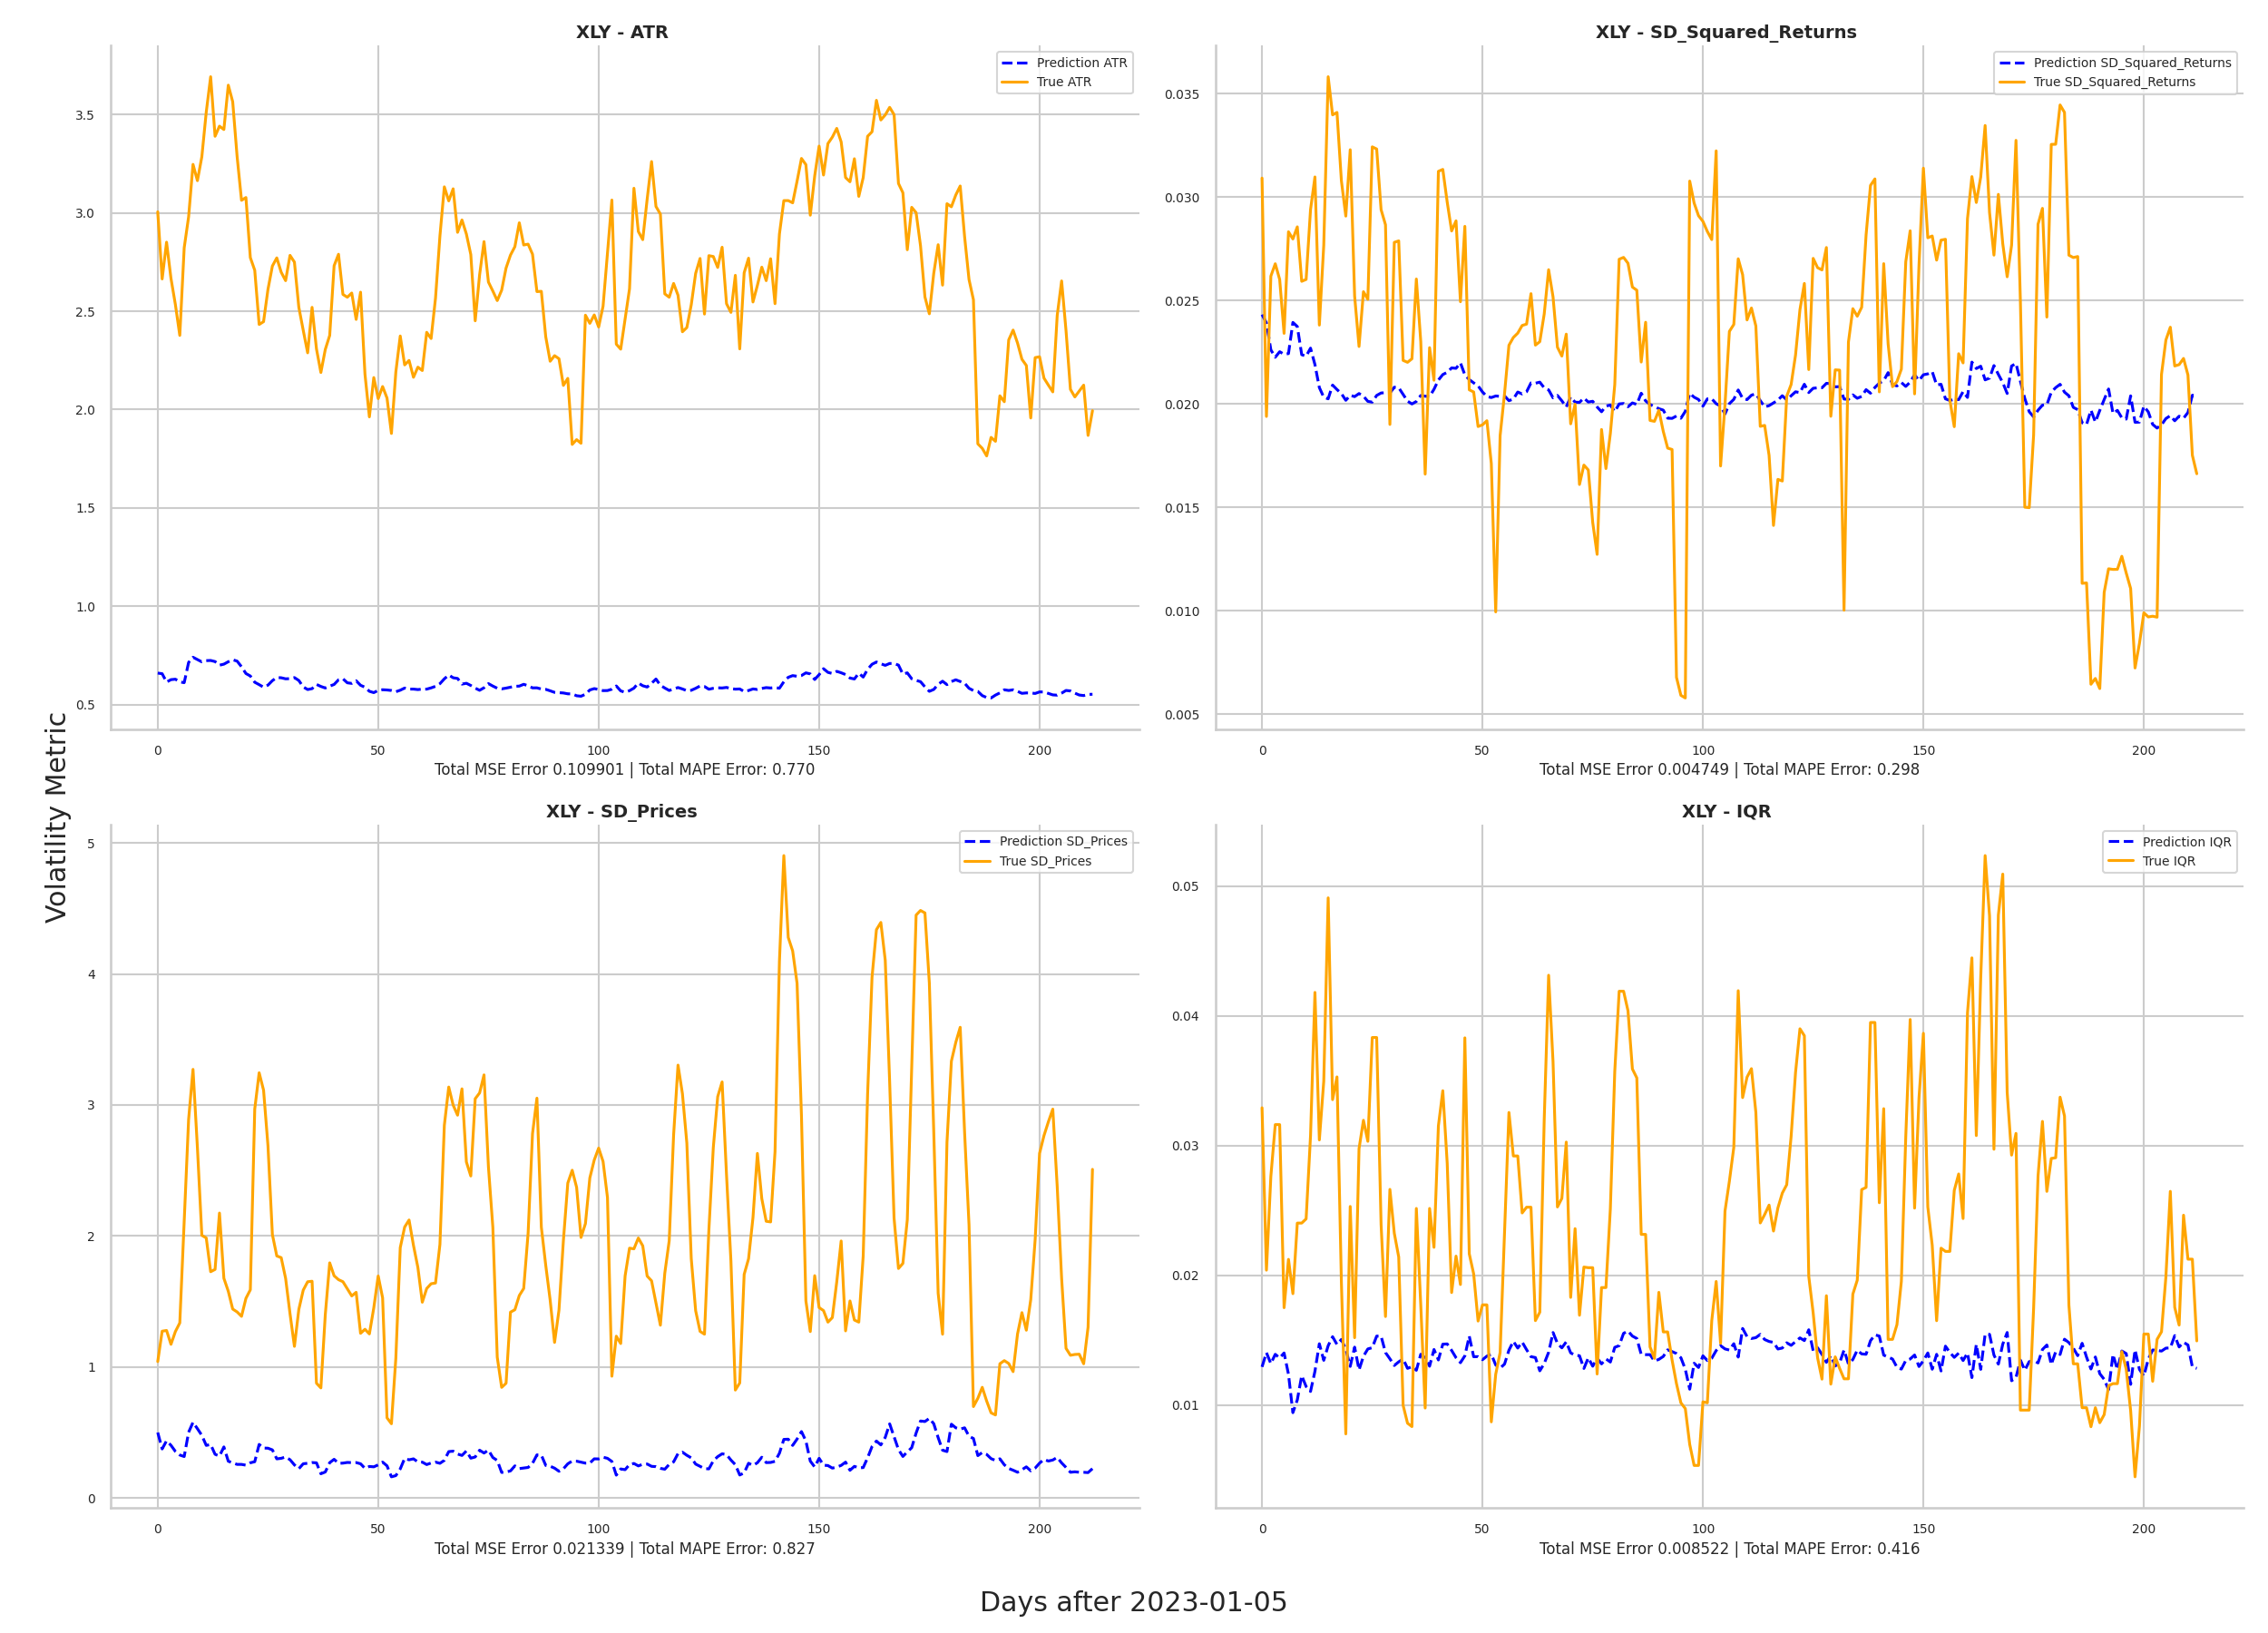 XLY - ATR
Prediction ATR
True ATR
3.5
3.0
2.5
2.0
1.5
1.0
0.5
0 50 100 150 200
Total MSE Error 0.109901 | Total MAPE Error: 0.770
XLY - SD_Squared_Returns
Prediction SD_Squared_Returns
True SD_Squared_Returns
0.035
0.030
0.025
0.020
0.015
0.010
0.005
0 50 100 150 200
Total MSE Error 0.004749 | Total MAPE Error: 0.298
Volatility Metric
XLY - SD_Prices
Prediction SD_Prices
True SD_Prices
5
4
3
2
1
0
0 50 100 150 200
Total MSE Error 0.021339 | Total MAPE Error: 0.827
XLY - IQR
Prediction IQR
True IQR
0.05
0.04
0.03
0.02
0.01
0 50 100 150 200
Total MSE Error 0.008522 | Total MAPE Error: 0.416
Days after 2023-01-05